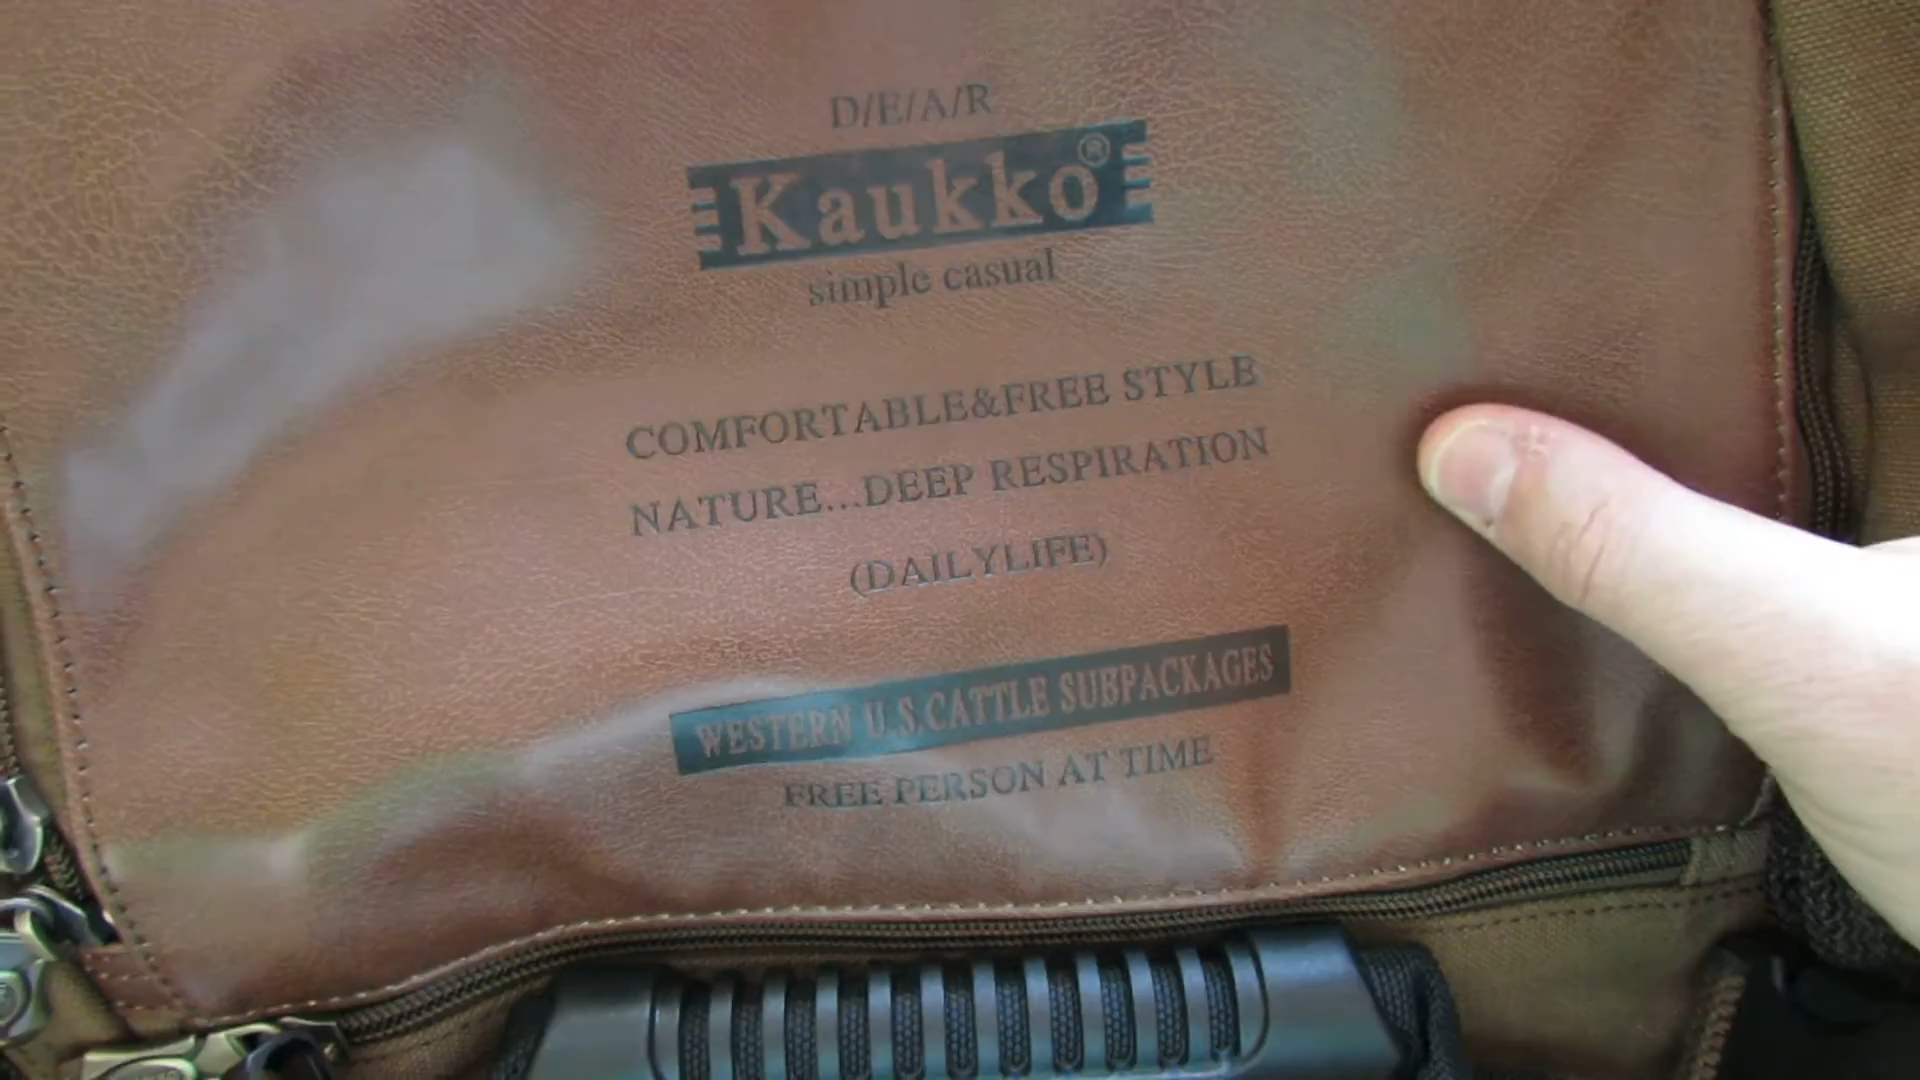 D/E/A/R
Kaukko®
simple casual
COMFORTABLE&FREE STYLE
NATURE...DEEP RESPIRATION
(DAILYLIFE)
WESTERN U.S.CATTLE SUBPACKAGES
FREE PERSON AT TIME